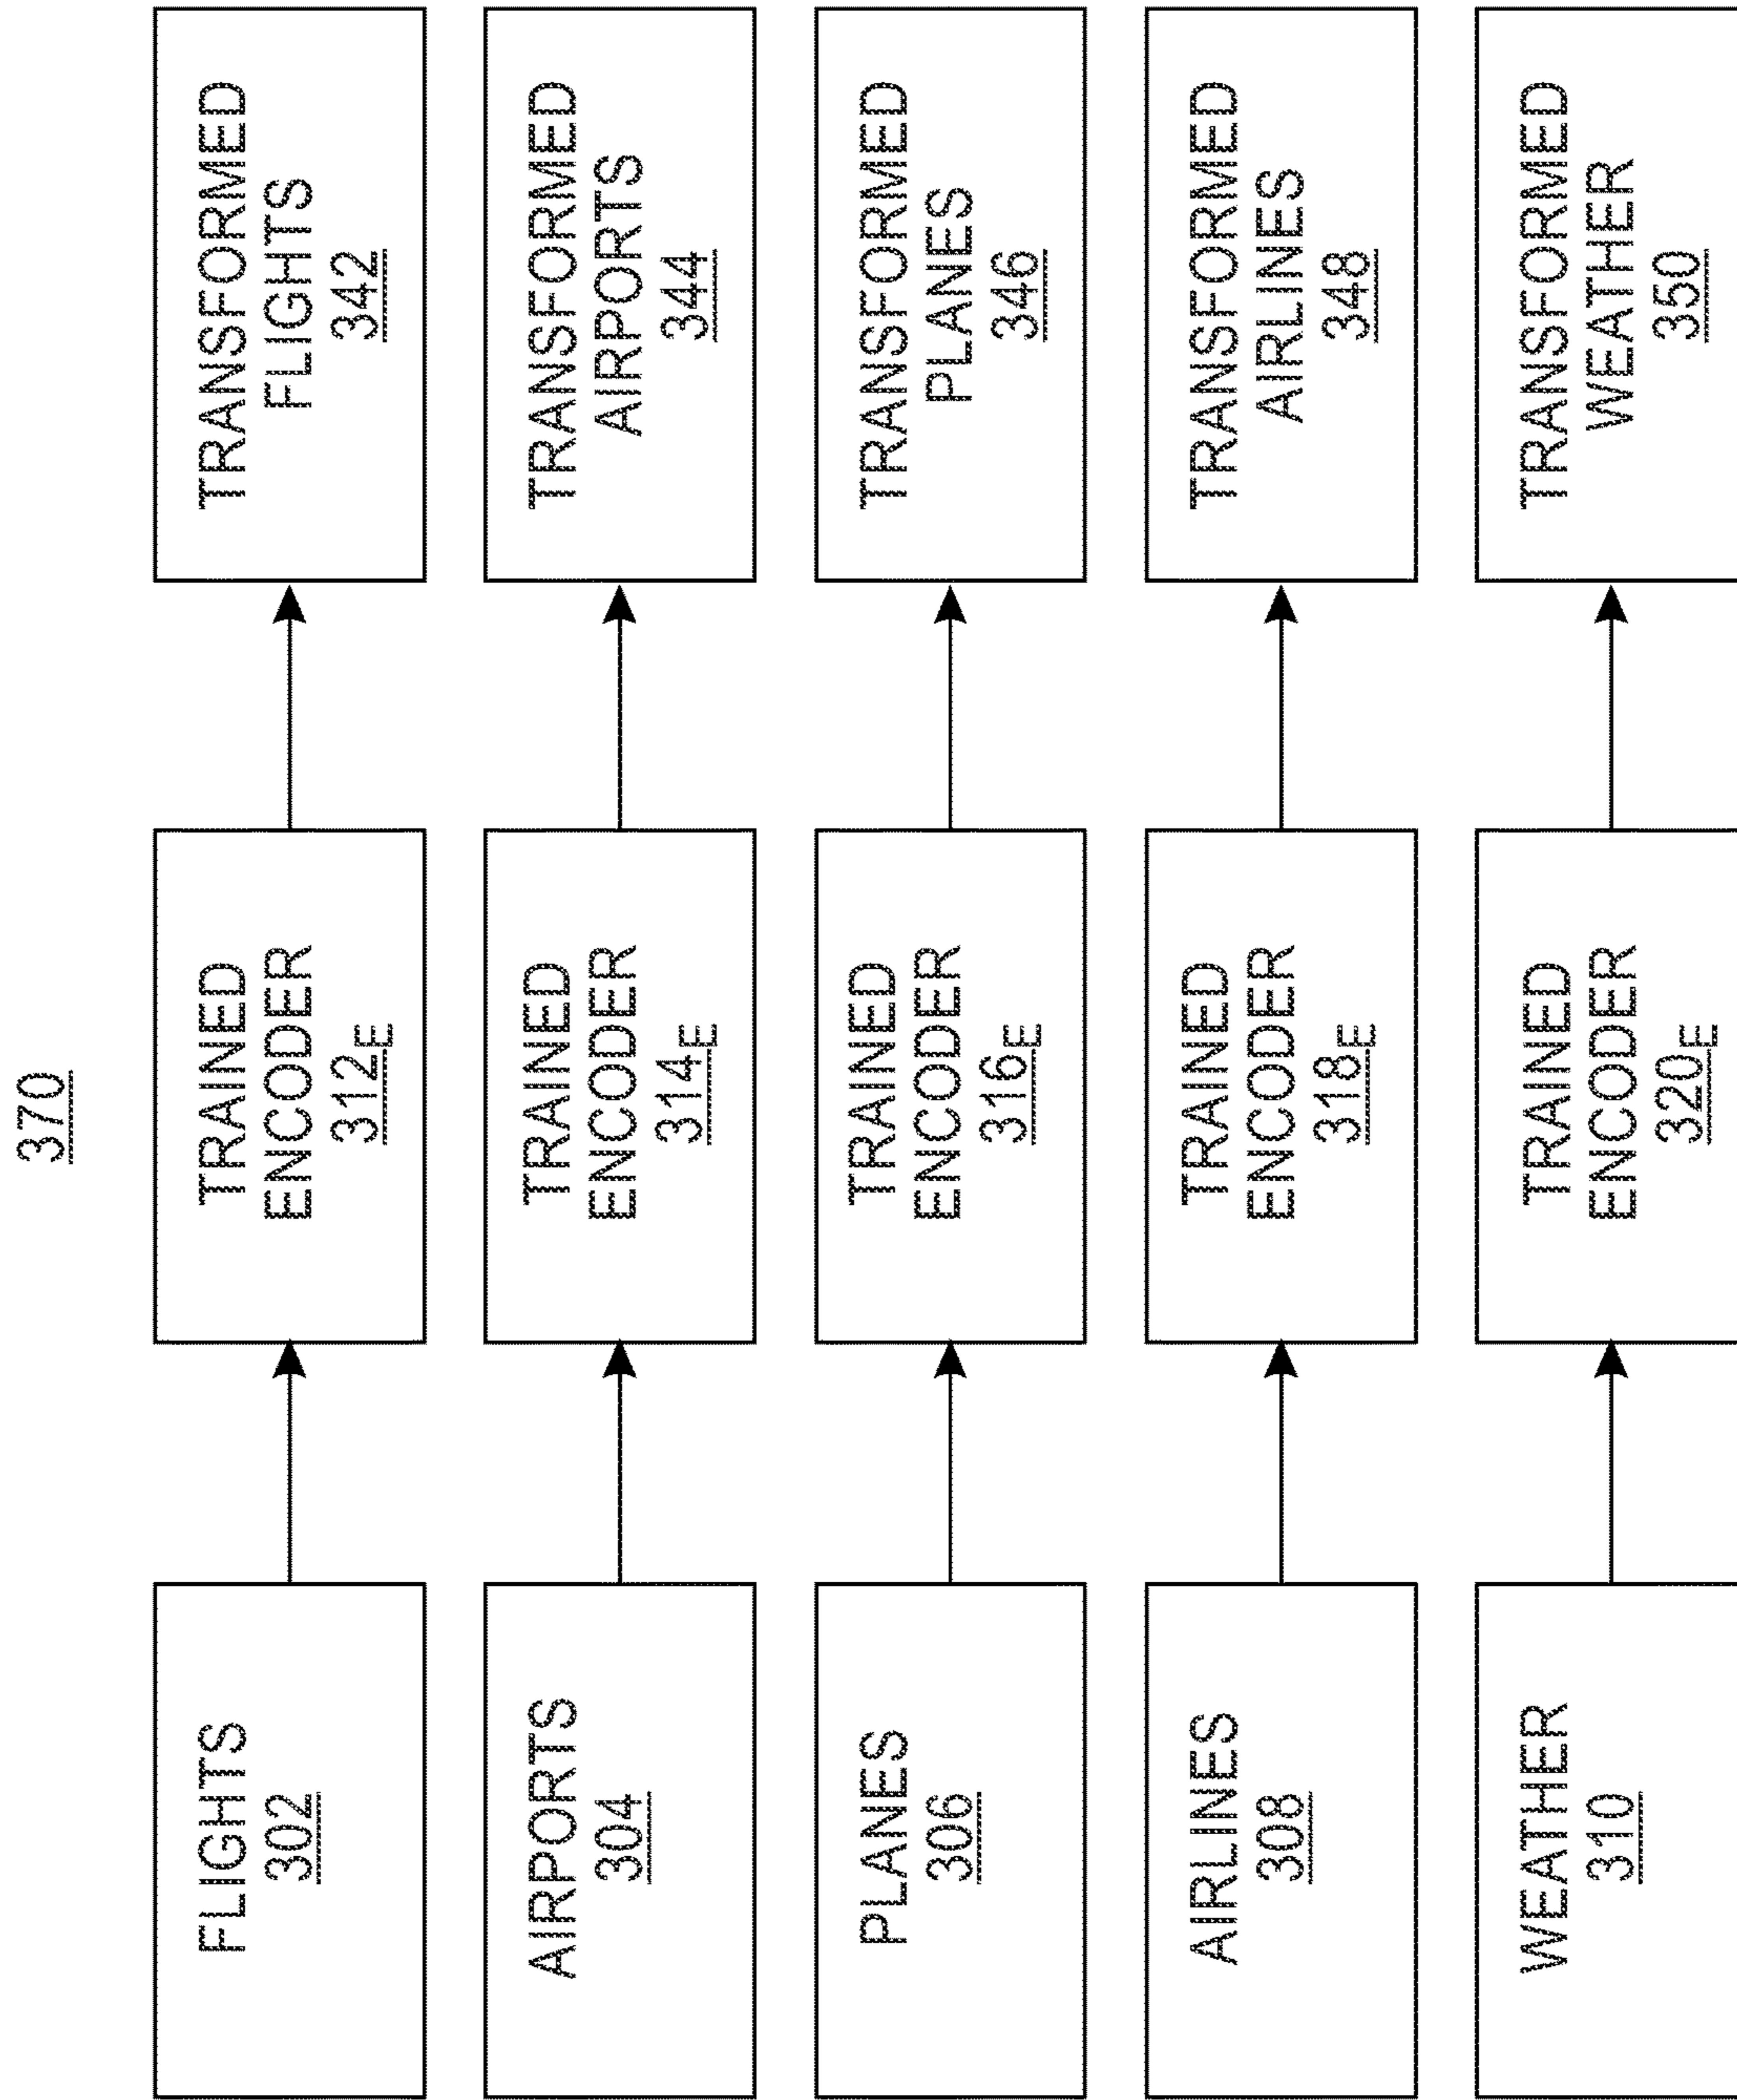 370
FLIGHTS
302
TRAINED
ENCODER
312E
TRANSFORMED
FLIGHTS
342
AIRPORTS
304
TRAINED
ENCODER
314E
TRANSFORMED
AIRPORTS
344
PLANES
306
TRAINED
ENCODER
316E
TRANSFORMED
PLANES
346
AIRLINES
308
TRAINED
ENCODER
318E
TRANSFORMED
AIRLINES
348
WEATHER
310
TRAINED
ENCODER
320E
TRANSFORMED
WEATHER
350